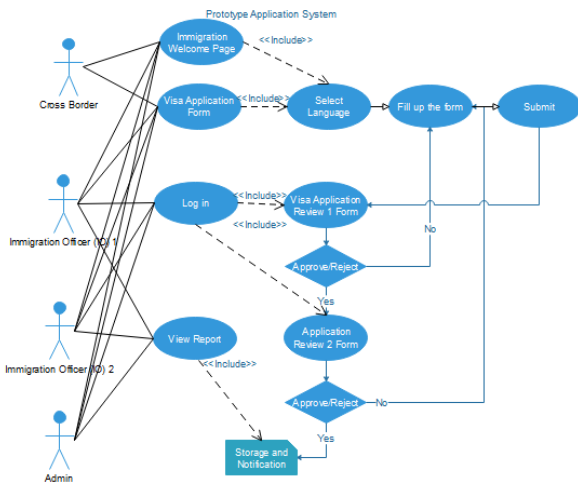 Prototype Application System
Immigration
Welcome Page
<<Include>>
Cross Border
Visa Application
Form
<<Include>>
Select
Language
Fill up the form
Submit
Immigration Officer (IO) 1
Log in
<<Include>>
<<Include>>
Visa Application
Review 1 Form
No
Approve/Reject
Yes
Immigration Officer (IO) 2
View Report
<<Include>>
Application
Review 2 Form
Approve/Reject
No
Yes
Admin
Storage and
Notification